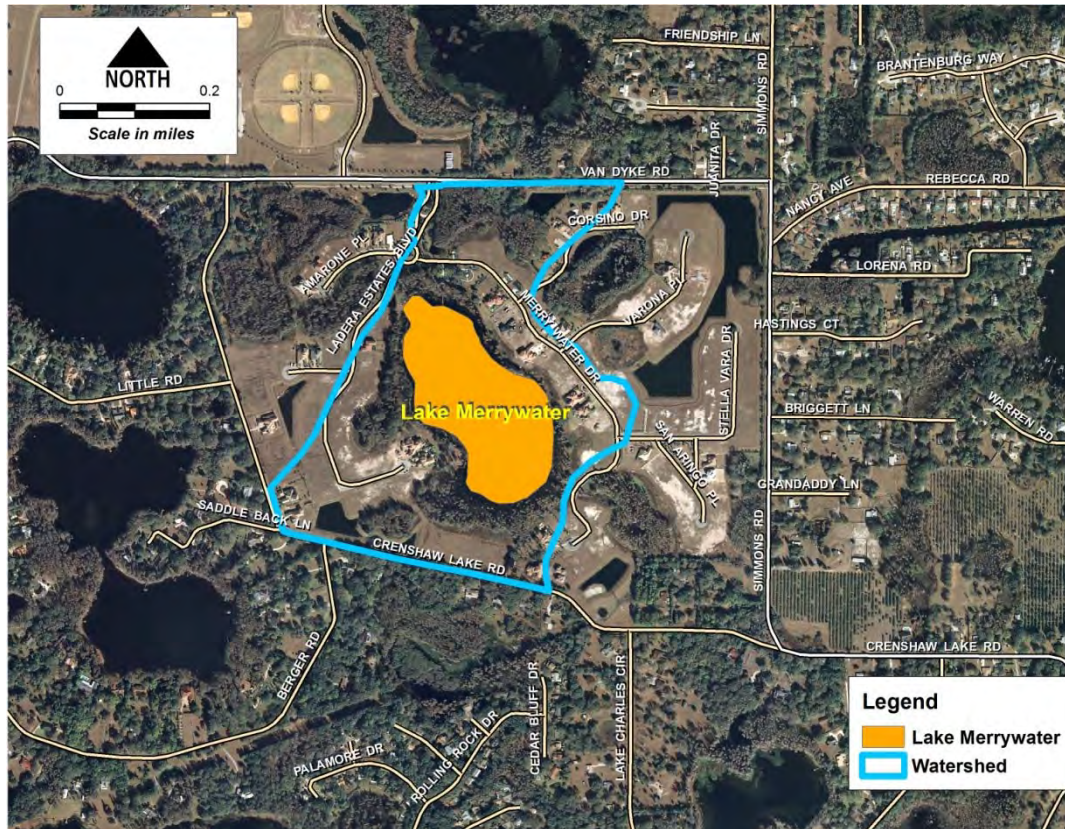 NORTH
0 0.2
Scale in miles
FRIENDSHIP LN
BRANTENBURG WAY
SIMMONS RD
JUANITA DR
VAN DYKE RD
REBECCA RD
NANCY AVE
CORSINO DR
AMARONE PL
LADERA ESTATES BLVD
LORENA RD
VARONA PL
MERRY WATER DR
HASTINGS CT
STELLA VARA DR
LITTLE RD
Lake Merrywater
BRIGGETT LN
WARREN RD
SAN ARINGO PL
GRANDADDY LN
SADDLE BACK LN
CRENSHAW LAKE RD
SIMMONS RD
BERGER RD
CRENSHAW LAKE RD
CEDAR BLUFF DR
LAKE CHARLES CIR
ROLLING ROCK DR
PALAMORE DR
Legend
Lake Merrywater
Watershed